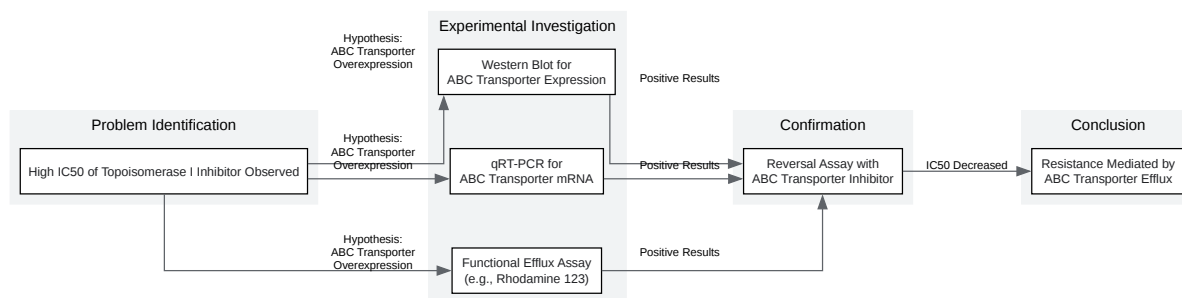 Experimental Investigation
Hypothesis:
ABC Transporter
Overexpression
Western Blot for
ABC Transporter Expression
Positive Results
Problem Identification
High IC50 of Topoisomerase I Inhibitor Observed
Hypothesis:
ABC Transporter
Overexpression
qRT-PCR for
ABC Transporter mRNA
Positive Results
Confirmation
Reversal Assay with
ABC Transporter Inhibitor
IC50 Decreased
Conclusion
Resistance Mediated by
ABC Transporter Efflux
Hypothesis:
ABC Transporter
Overexpression
Functional Efflux Assay
(e.g., Rhodamine 123)
Positive Results